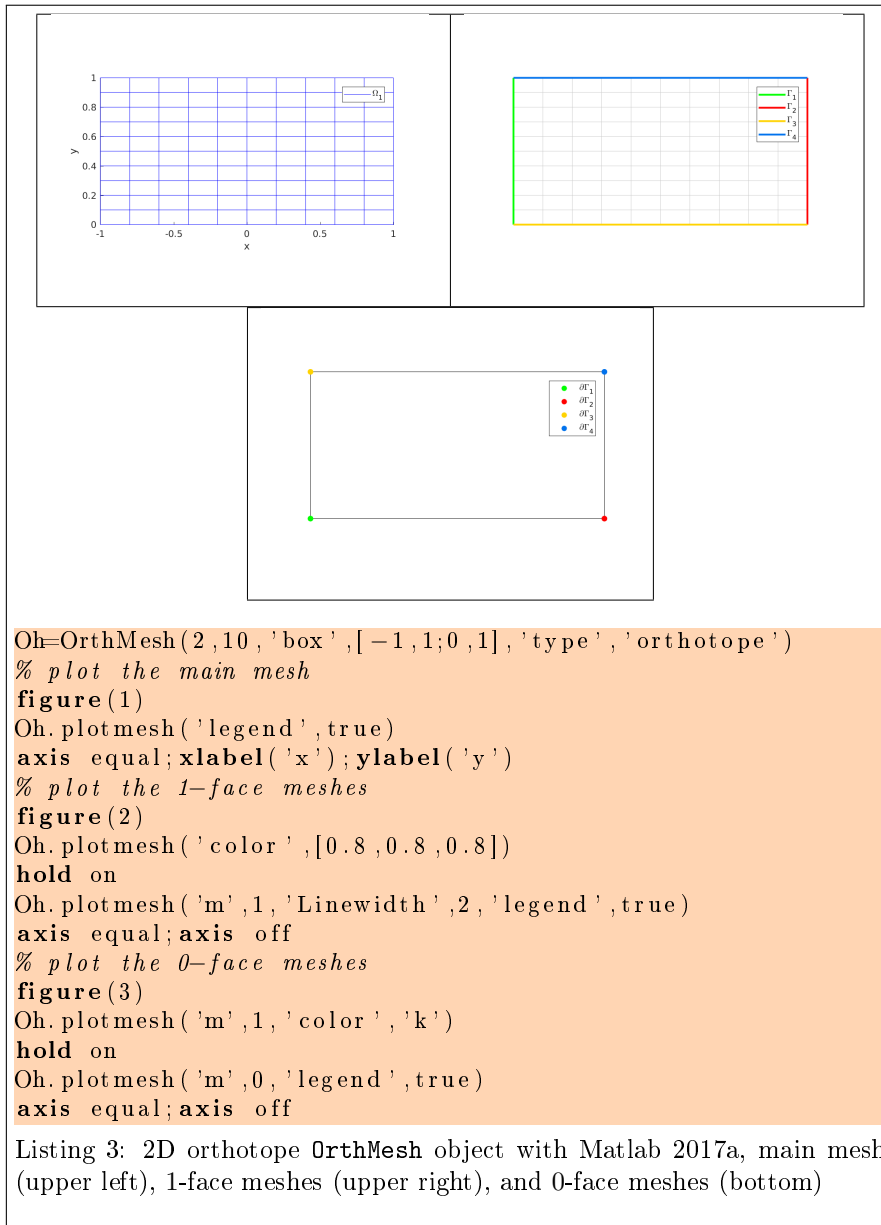 1
0.8
0.6
0.4
0.2
0
y
-1
-0.5
0
0.5
1
x
Ω1
Γ1
Γ2
Γ3
Γ4
∂Γ1
∂Γ2
∂Γ3
∂Γ4
Oh=OrthMesh(2,10,'box',[-1,1;0,1],'type','orthotope')
% plot the main mesh
figure(1)
Oh.plotmesh('legend',true)
axis equal;xlabel('x');ylabel('y')
% plot the 1-face meshes
figure(2)
Oh.plotmesh('color',[0.8,0.8,0.8])
hold on
Oh.plotmesh('m',1,'Linewidth',2,'legend',true)
axis equal;axis off
% plot the 0-face meshes
figure(3)
Oh.plotmesh('m',1,'color','k')
hold on
Oh.plotmesh('m',0,'legend',true)
axis equal;axis off
Listing 3: 2D orthotope OrthMesh object with Matlab 2017a, main mesh
(upper left), 1-face meshes (upper right), and 0-face meshes (bottom)